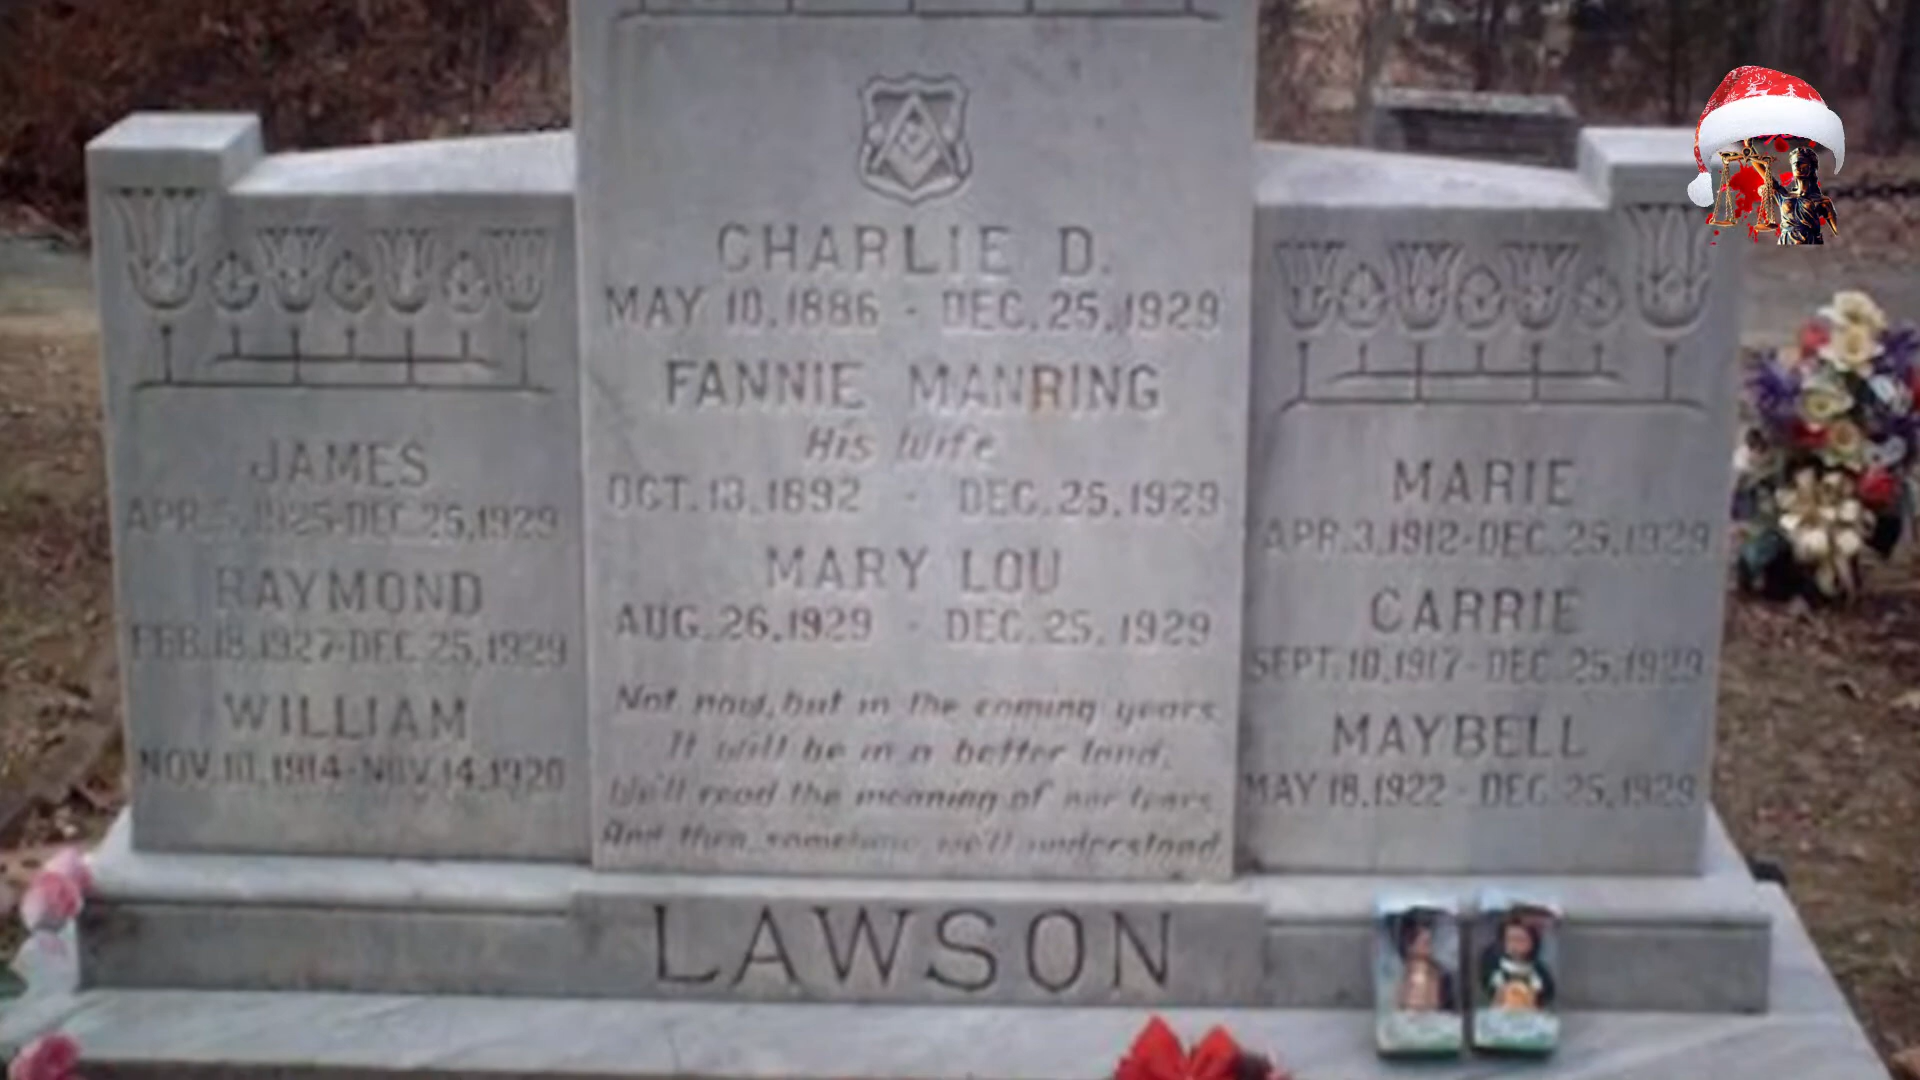 CHARLIE D.
MAY 10, 1886 - DEC. 25, 1929
FANNIE MANRING
His Wife
OCT. 13, 1892 - DEC. 25, 1929
MARY LOU
AUG. 26, 1929 - DEC. 25, 1929
Not now, but in the coming years
It will be in a better land,
We'll read the meaning of our tears
And then sometime we'll understand.
JAMES
APR. 1925-DEC. 25, 1929
RAYMOND
FEB. 18, 1927-DEC. 25, 1929
WILLIAM
NOV. 1914-NOV. 14, 1920
MARIE
APR. 3, 1912-DEC. 25, 1929
CARRIE
SEPT. 10, 1917-DEC. 25, 1929
MAYBELL
MAY 18, 1922-DEC. 25, 1929
LAWSON